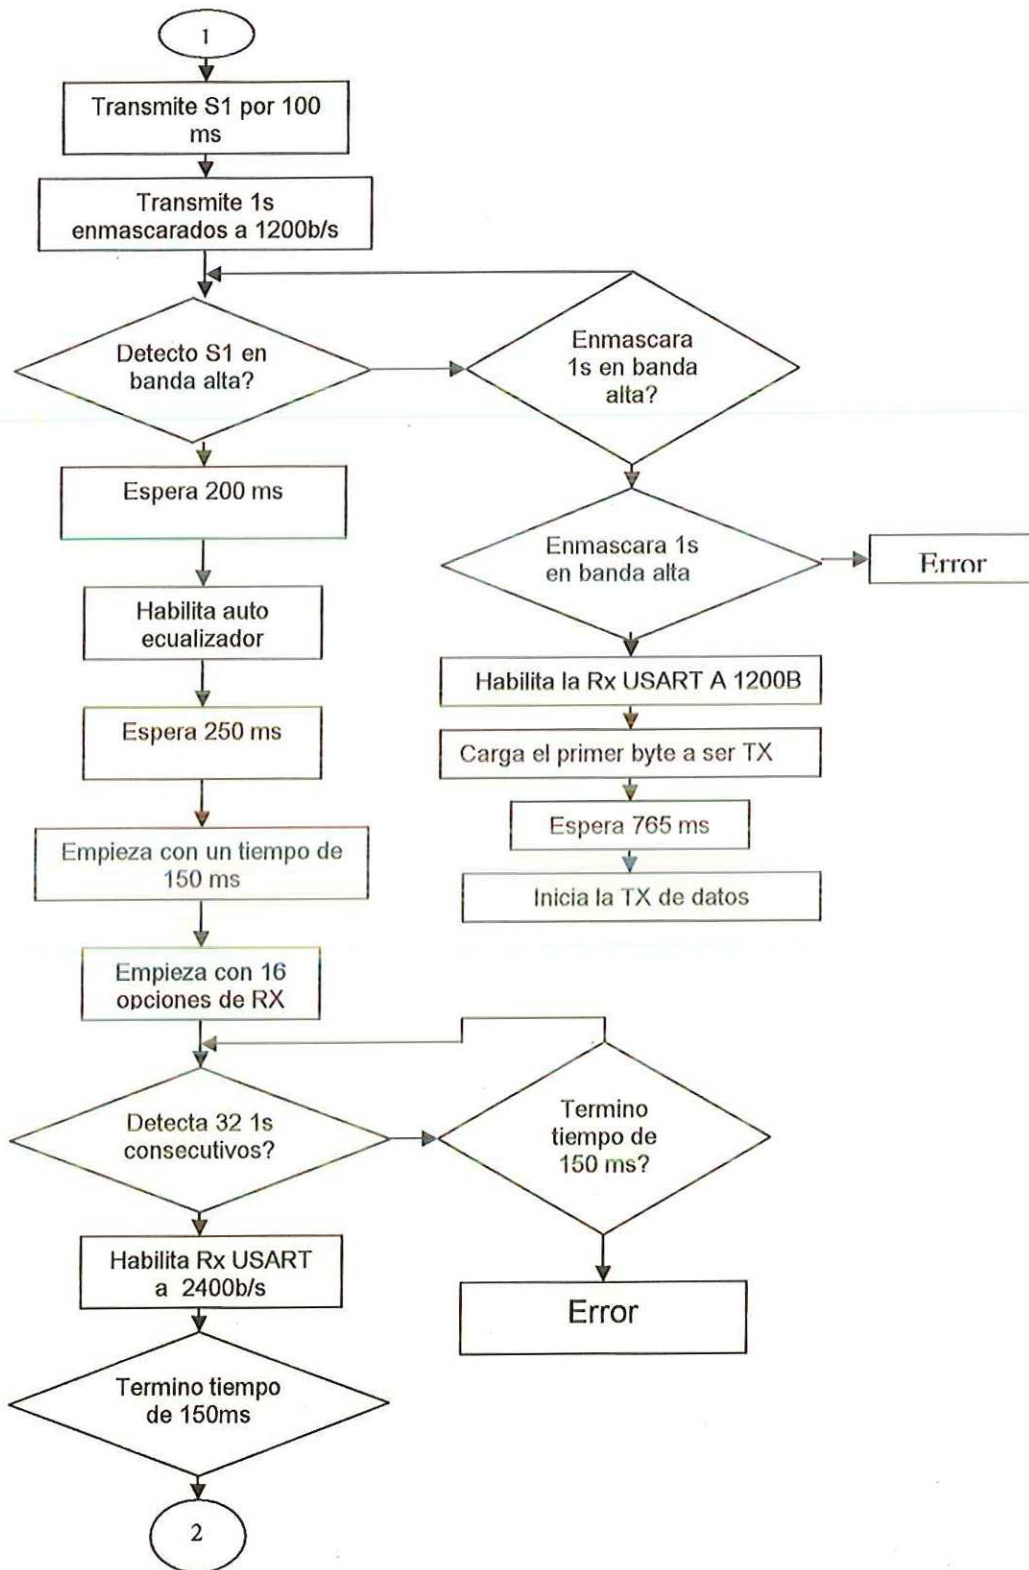 1
Transmite S1 por 100
ms
Transmite 1s
enmascarados a 1200b/s
Detecto S1 en
banda alta?
Enmascara
1s en banda
alta?
Espera 200 ms
Enmascara 1s
en banda alta
Error
Habilita auto
ecualizador
Habilita la Rx USART A 1200B
Espera 250 ms
Carga el primer byte a ser TX
Espera 765 ms
Empieza con un tiempo de
150 ms
Inicia la TX de datos
Empieza con 16
opciones de RX
Detecta 32 1s
consecutivos?
Termino
tiempo de
150 ms?
Habilita Rx USART
a 2400b/s
Error
Termino tiempo
de 150ms
2